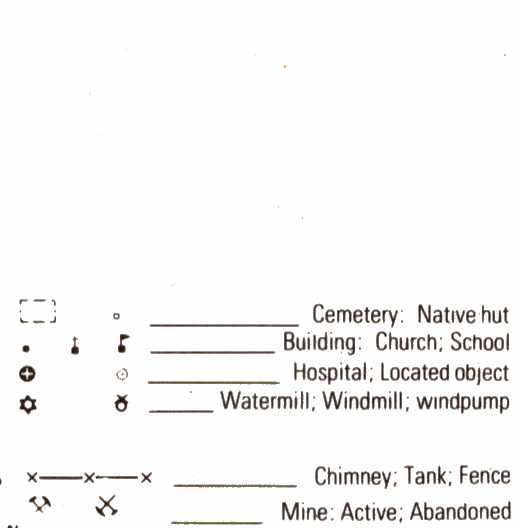 Cemetery: Native hut
Building: Church; School
Hospital; Located object
Watermill; Windmill; windpump
Chimney; Tank; Fence
Mine: Active; Abandoned